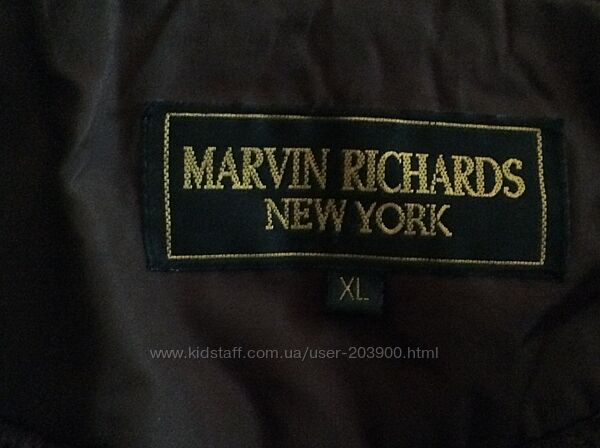 MARVIN RICHARDS
NEW YORK
XL
www.kidstaff.com.ua/user-203900.html